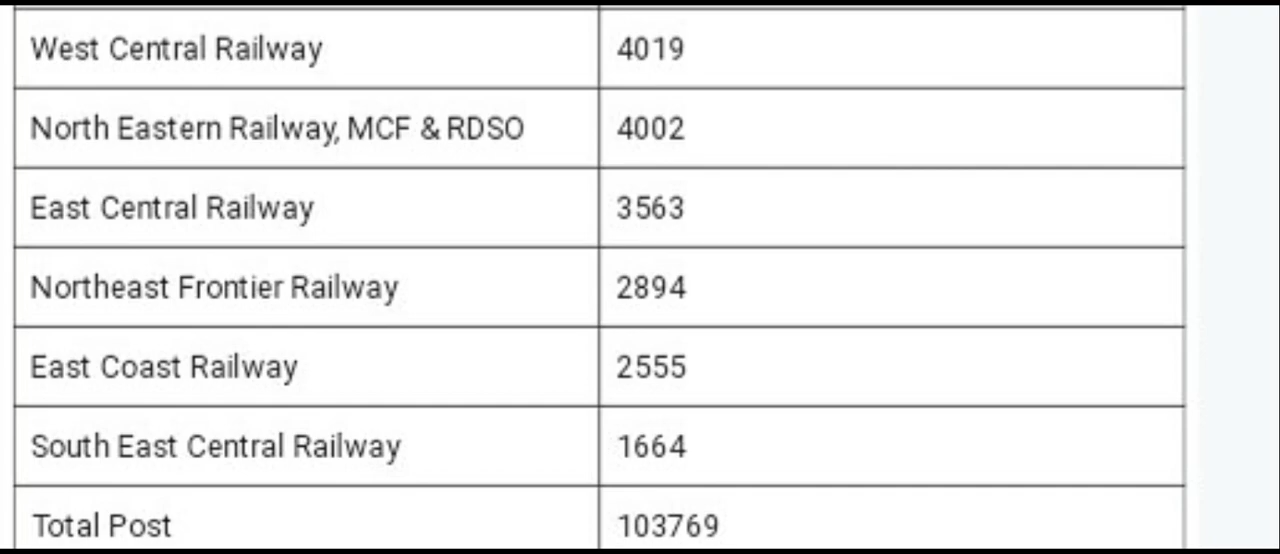 West Central Railway 4019
North Eastern Railway, MCF & RDSO 4002
East Central Railway 3563
Northeast Frontier Railway 2894
East Coast Railway 2555
South East Central Railway 1664
Total Post 103769